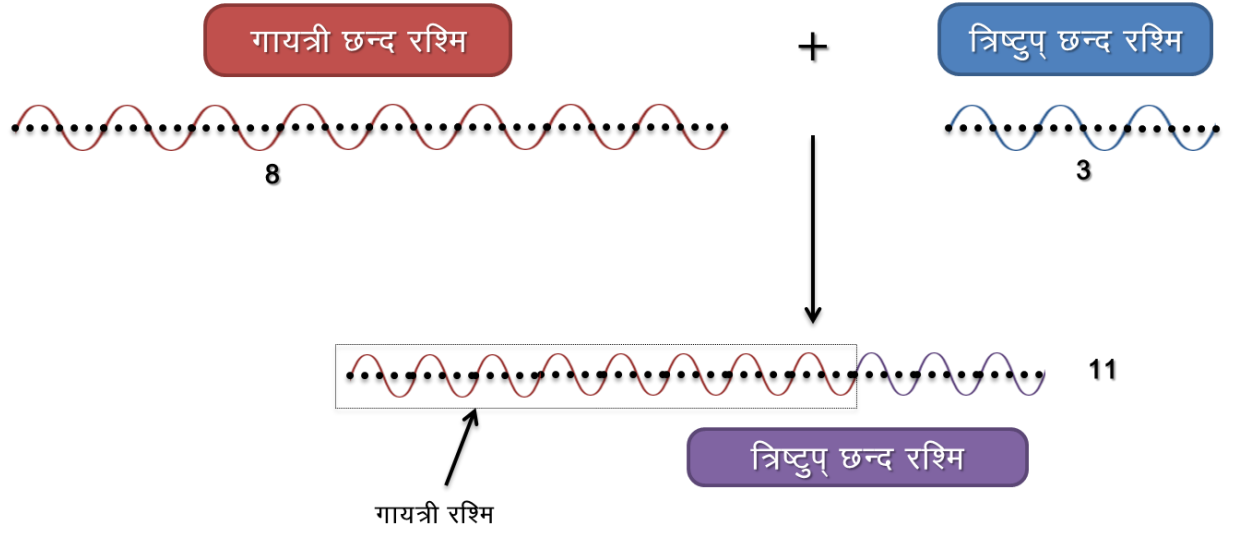 गायत्री छन्द रश्मि
+
त्रिष्टुप् छन्द रश्मि
8
3
11
त्रिष्टुप् छन्द रश्मि
गायत्री रश्मि